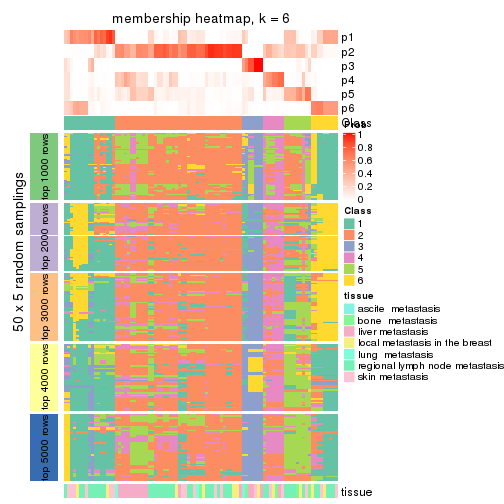 membership heatmap, k = 6
p1
p2
p3
p4
p5
p6
Class
Prob
1
0.8
0.6
0.4
0.2
0
Class
1
2
3
4
5
6
tissue
ascite metastasis
bone metastasis
liver metastasis
local metastasis in the breast
lung metastasis
regional lymph node metastasis
skin metastasis
50 x 5 random samplings
top 1000 rows
top 2000 rows
top 3000 rows
top 4000 rows
top 5000 rows
tissue